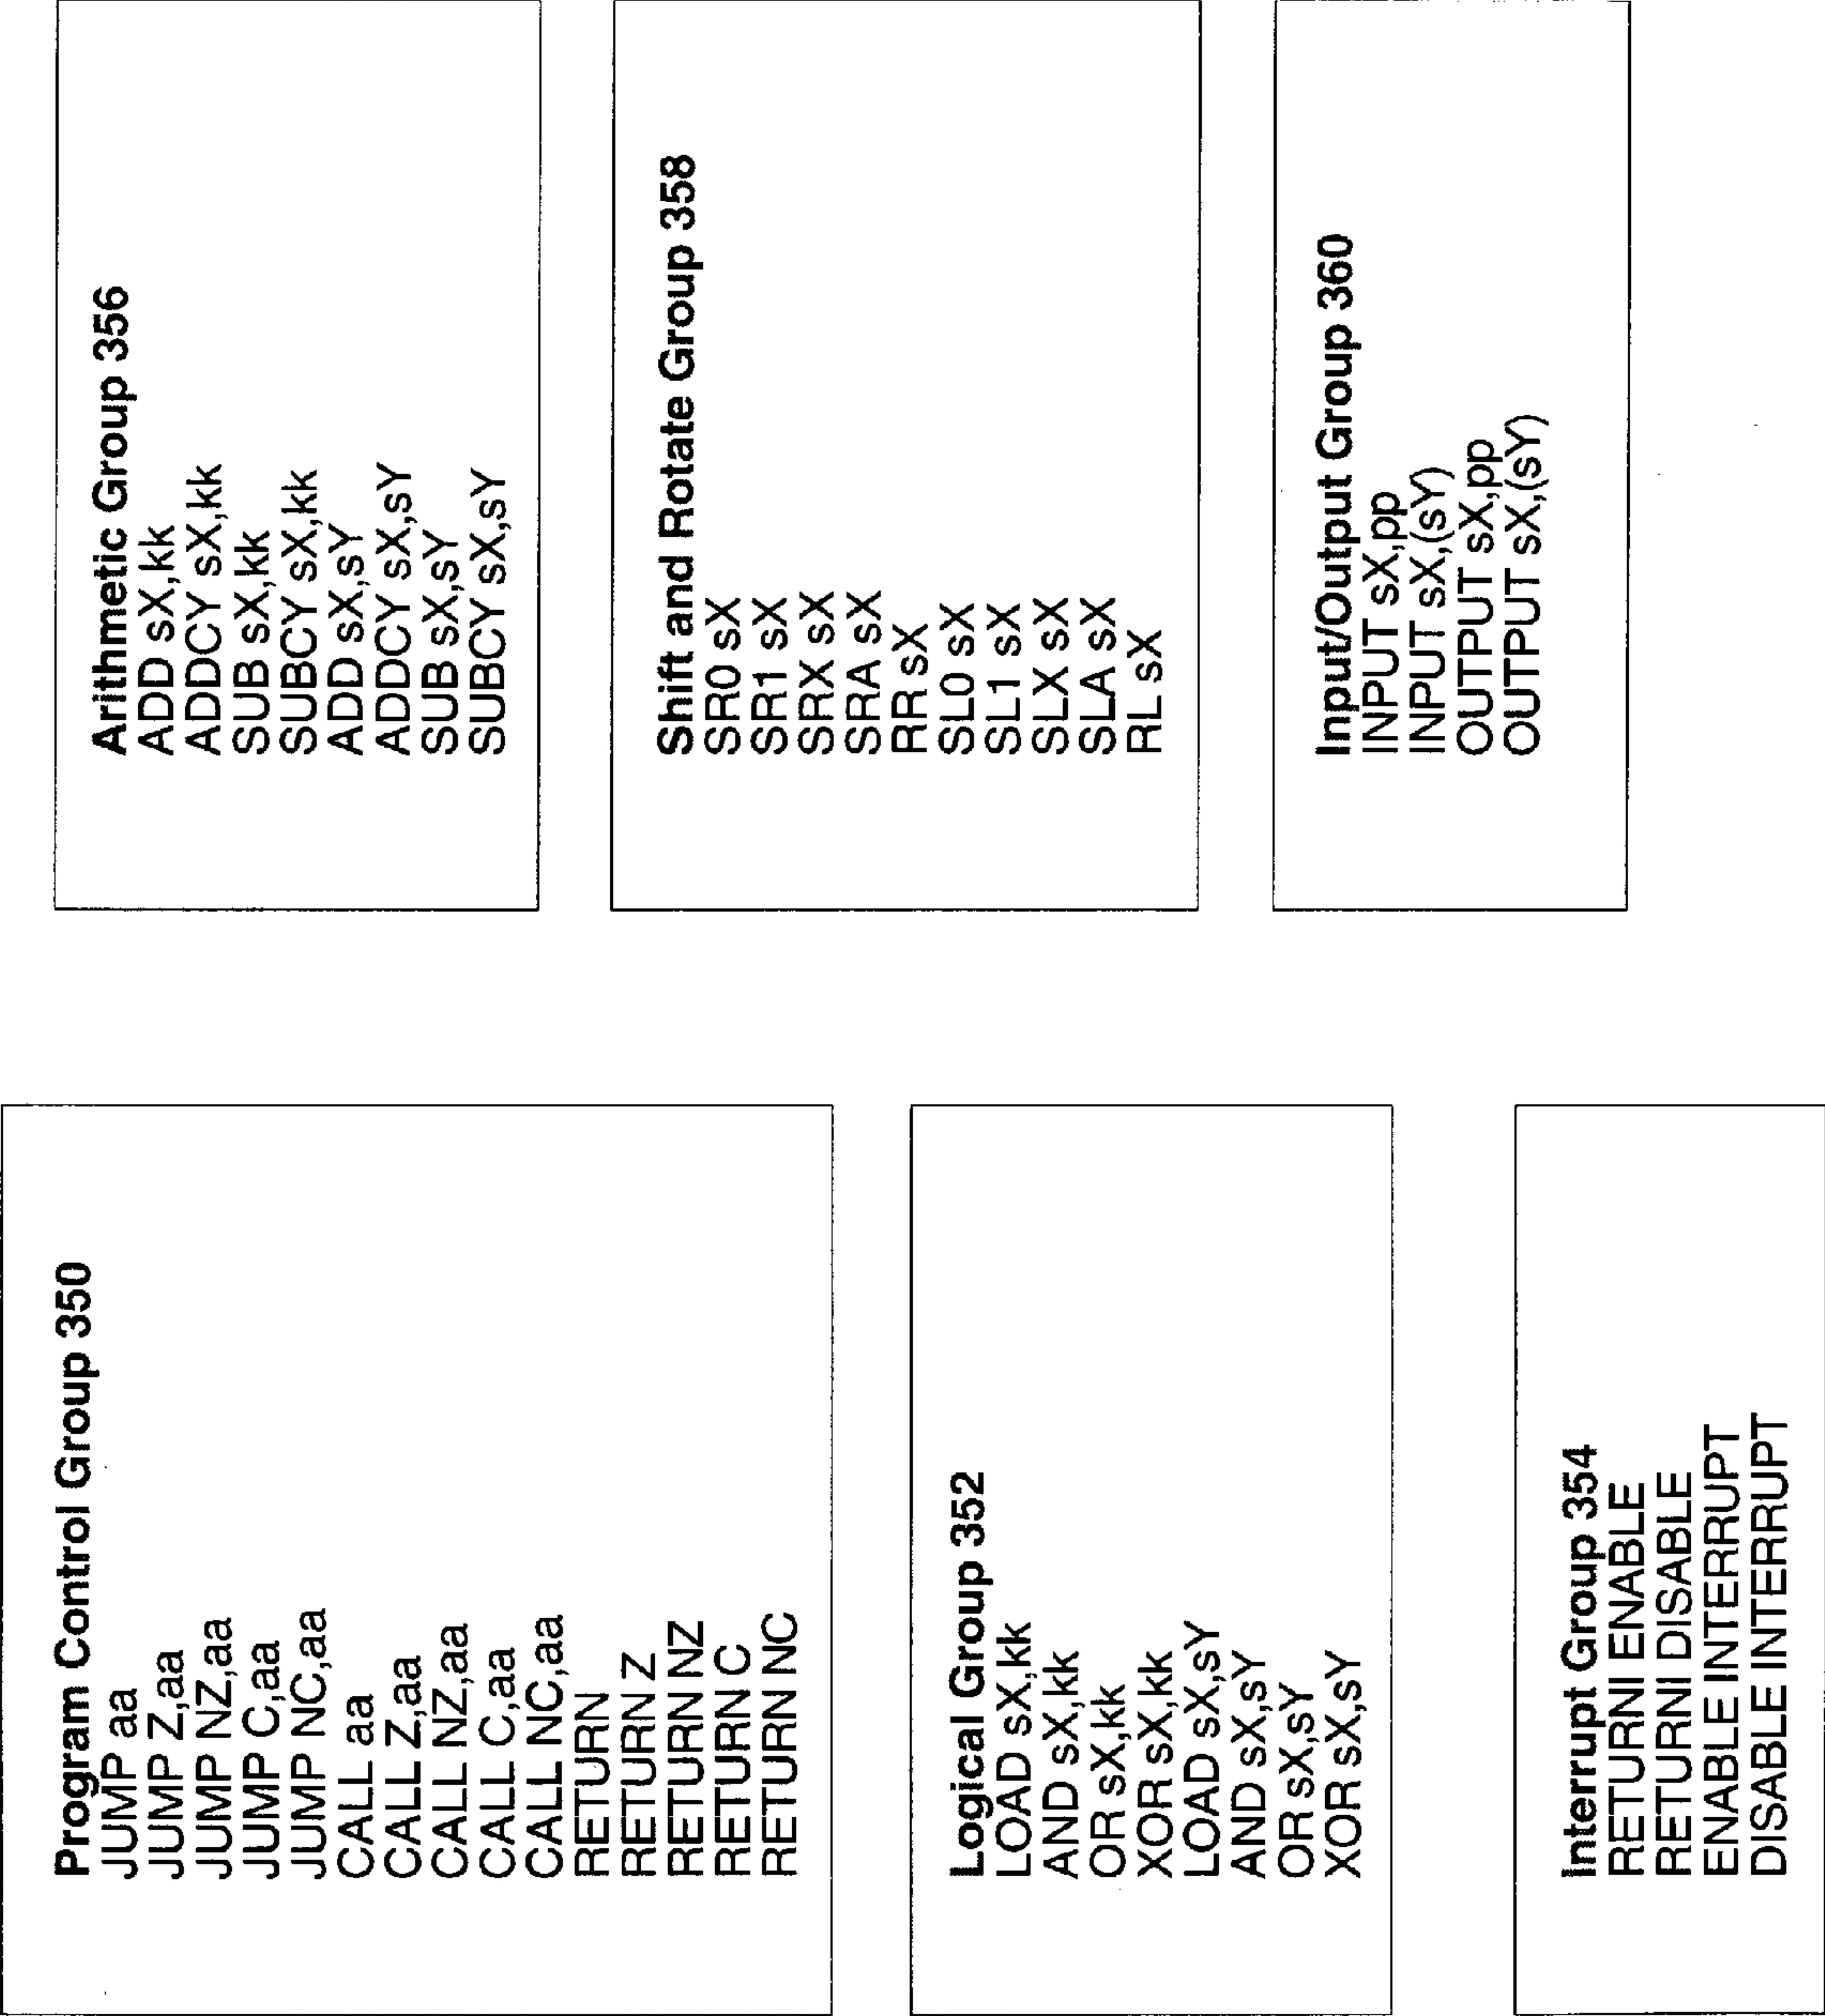 Program Control Group 350
JUMP aa
JUMP Z,aa
JUMP NZ,aa
JUMP C,aa
JUMP NC,aa
CALL aa
CALL Z,aa
CALL NZ,aa
CALL C,aa
CALL NC,aa
RETURN
RETURN Z
RETURN NZ
RETURN C
RETURN NC
Logical Group 352
LOAD sX,kk
AND sX,kk
OR sX,kk
XOR sX,kk
LOAD sX,sY
AND sX,sY
OR sX,sY
XOR sX,sY
Interrupt Group 354
RETURNI ENABLE
RETURNI DISABLE
ENABLE INTERRUPT
DISABLE INTERRUPT
Arithmetic Group 356
ADD sX,kk
ADDCY sX,kk
SUB sX,kk
SUBCY sX,kk
ADD sX,sY
ADDCY sX,sY
SUB sX,sY
SUBCY sX,sY
Shift and Rotate Group 358
SR0 sX
SR1 sX
SRX sX
SRA sX
RR sX
SL0 sX
SL1 sX
SLX sX
SLA sX
RL sX
Input/Output Group 360
INPUT sX,pp
INPUT sX,(sY)
OUTPUT sX,pp
OUTPUT sX,(sY)